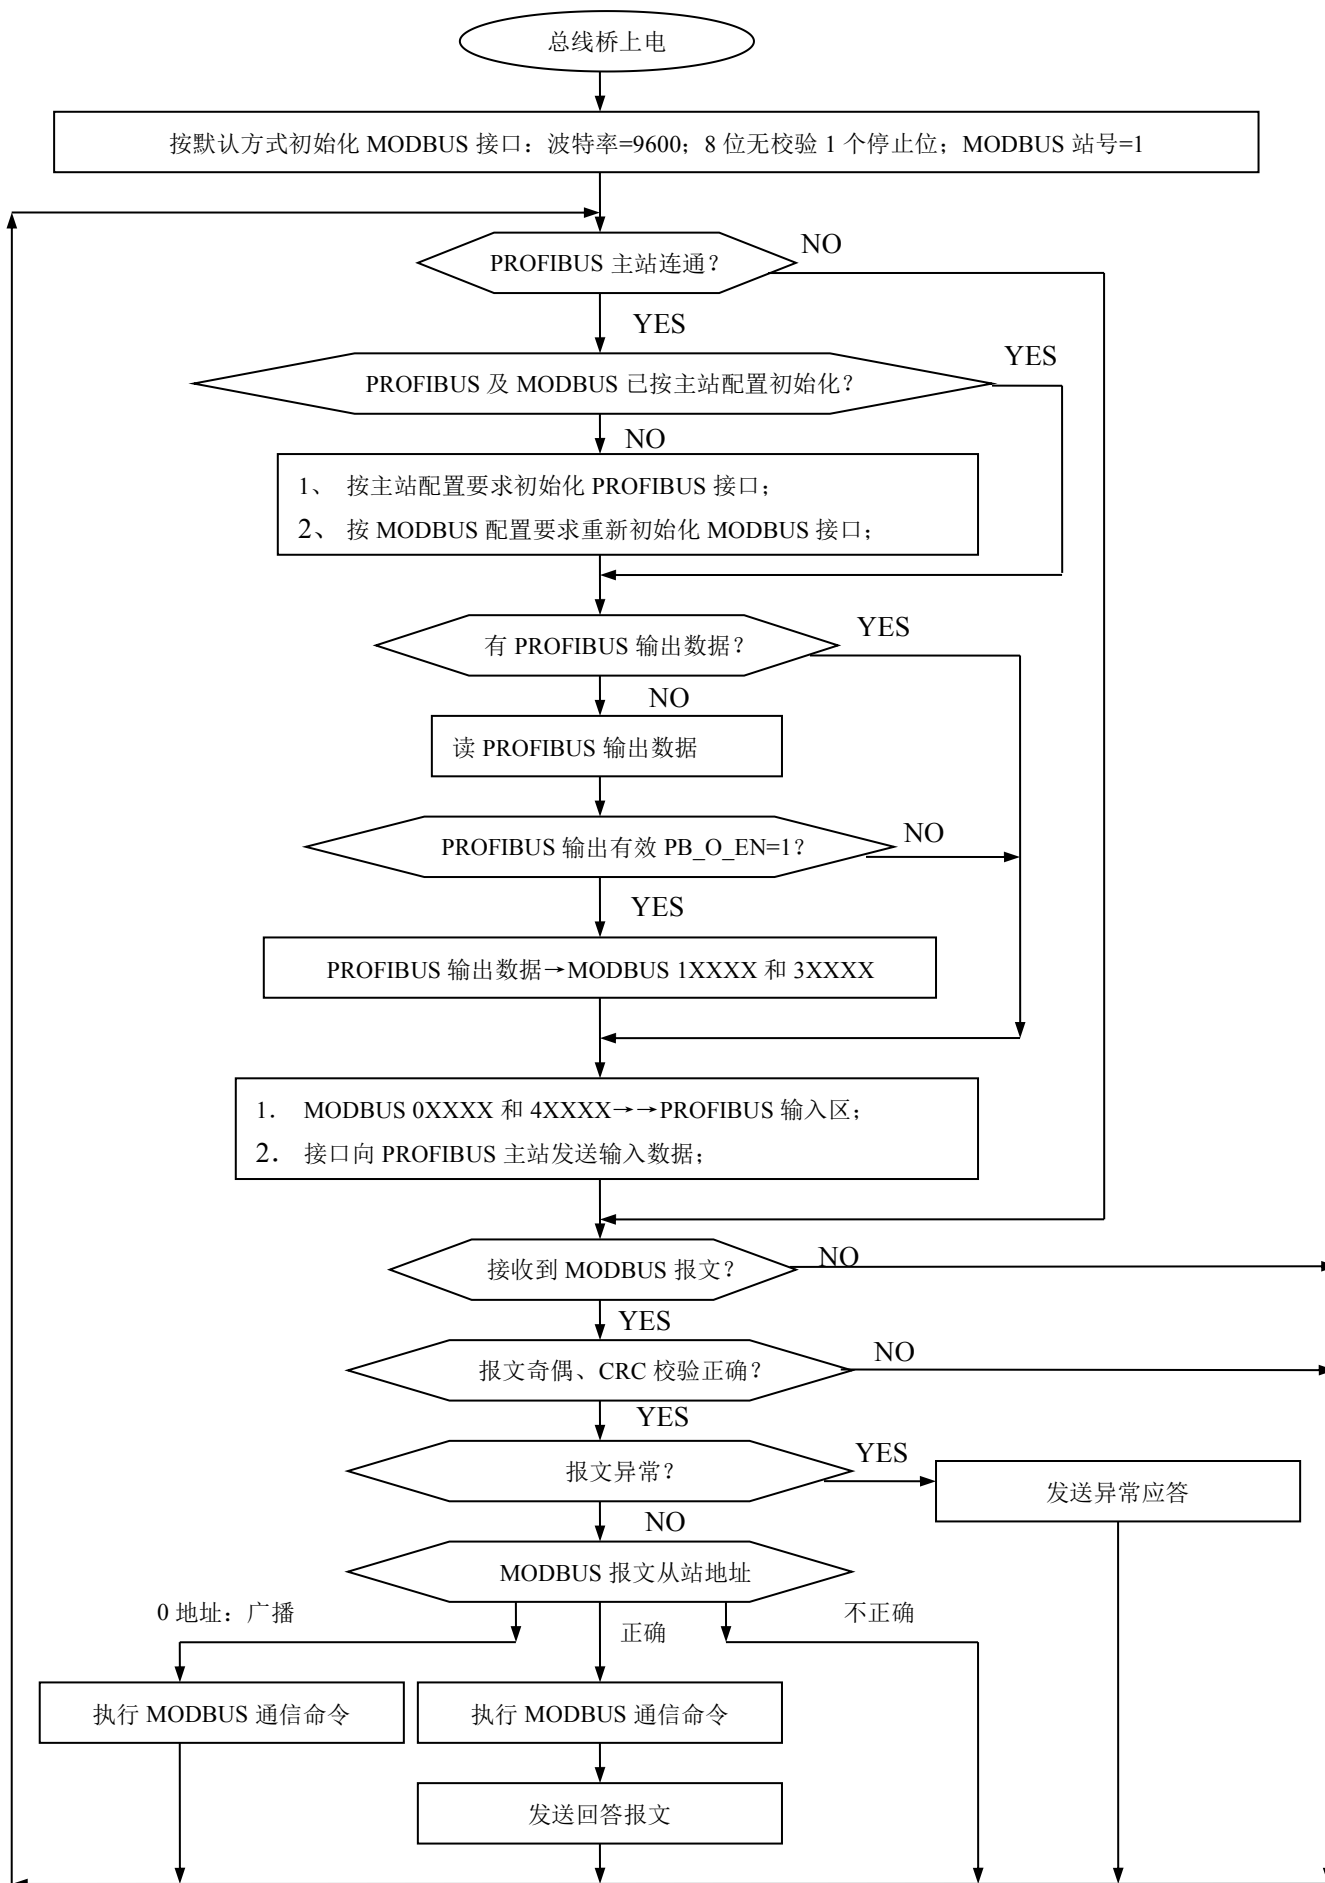 总线桥上电
按默认方式初始化 MODBUS 接口：波特率=9600；8 位无校验 1 个停止位；MODBUS 站号=1
PROFIBUS 主站连通？
NO
YES
PROFIBUS 及 MODBUS 已按主站配置初始化？
YES
NO
1、 按主站配置要求初始化 PROFIBUS 接口；
2、 按 MODBUS 配置要求重新初始化 MODBUS 接口；
有 PROFIBUS 输出数据？
YES
NO
读 PROFIBUS 输出数据
PROFIBUS 输出有效 PB_O_EN=1？
NO
YES
PROFIBUS 输出数据→MODBUS 1XXXX 和 3XXXX
1. MODBUS 0XXXX 和 4XXXX→→PROFIBUS 输入区；
2. 接口向 PROFIBUS 主站发送输入数据；
接收到 MODBUS 报文？
NO
YES
报文奇偶、CRC 校验正确？
NO
YES
报文异常？
YES
发送异常应答
NO
MODBUS 报文从站地址
0 地址：广播
正确
不正确
执行 MODBUS 通信命令
执行 MODBUS 通信命令
发送回答报文